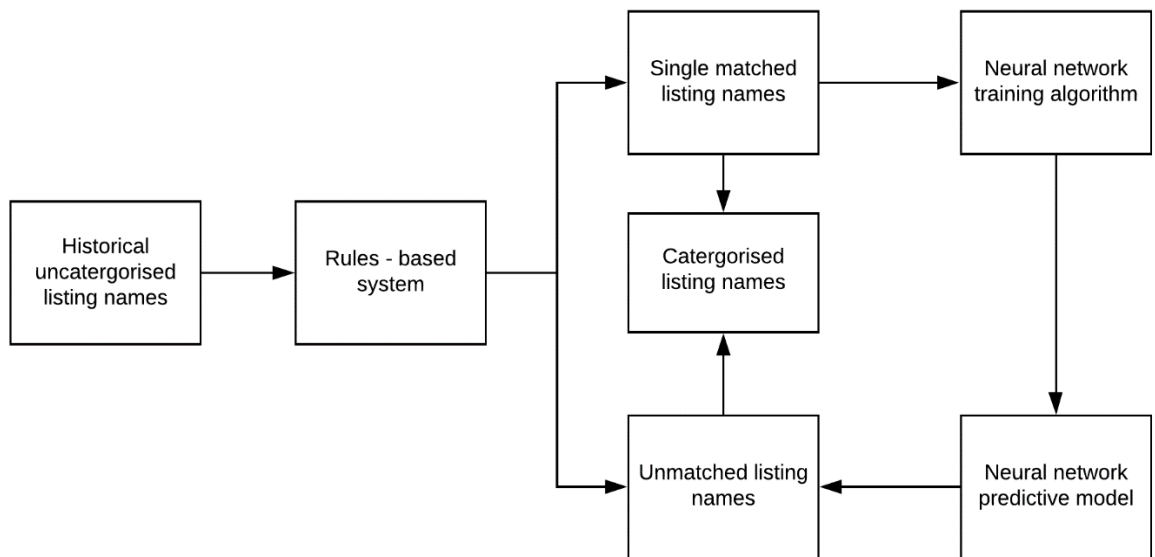 Historical
uncatergorised
listing names
Rules - based
system
Single matched
listing names
Neural network
training algorithm
Catergorised
listing names
Unmatched listing
names
Neural network
predictive model